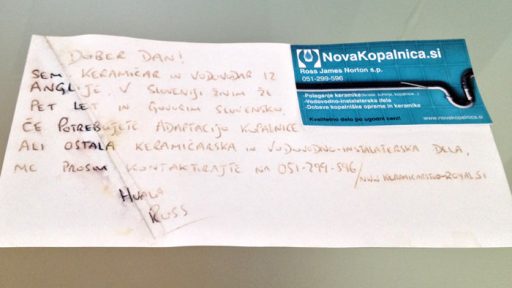 DOBER DAN!
SEM KERAMIČAR IN VODOVODAR IZ
ANGLIJE. V SLOVENIJI ŽIVIM ŽE
PET LET IN GOVORIM SLOVENSKO.
ČE POTREBUJETE ADAPTACIJO KOPALNICE
ALI OSTALA KERAMIČARSKA IN VODOVODNO-INSTALATERSKA DELA,
ME PROSIM KONTAKTIRAJTE NA 051-299-596/WWW.KERAMICARSTVO-ROYAL.SI
HVALA
RUSS
NovaKopalnica.si
Ross James Norton s.p.
051-299-596
-Polaganje keramike
-Vodovodno-instalaterska dela
-Dobava kopalniške opreme in keramike
Kvalitetno delo po ugodni ceni!
www.novakopalnica.si